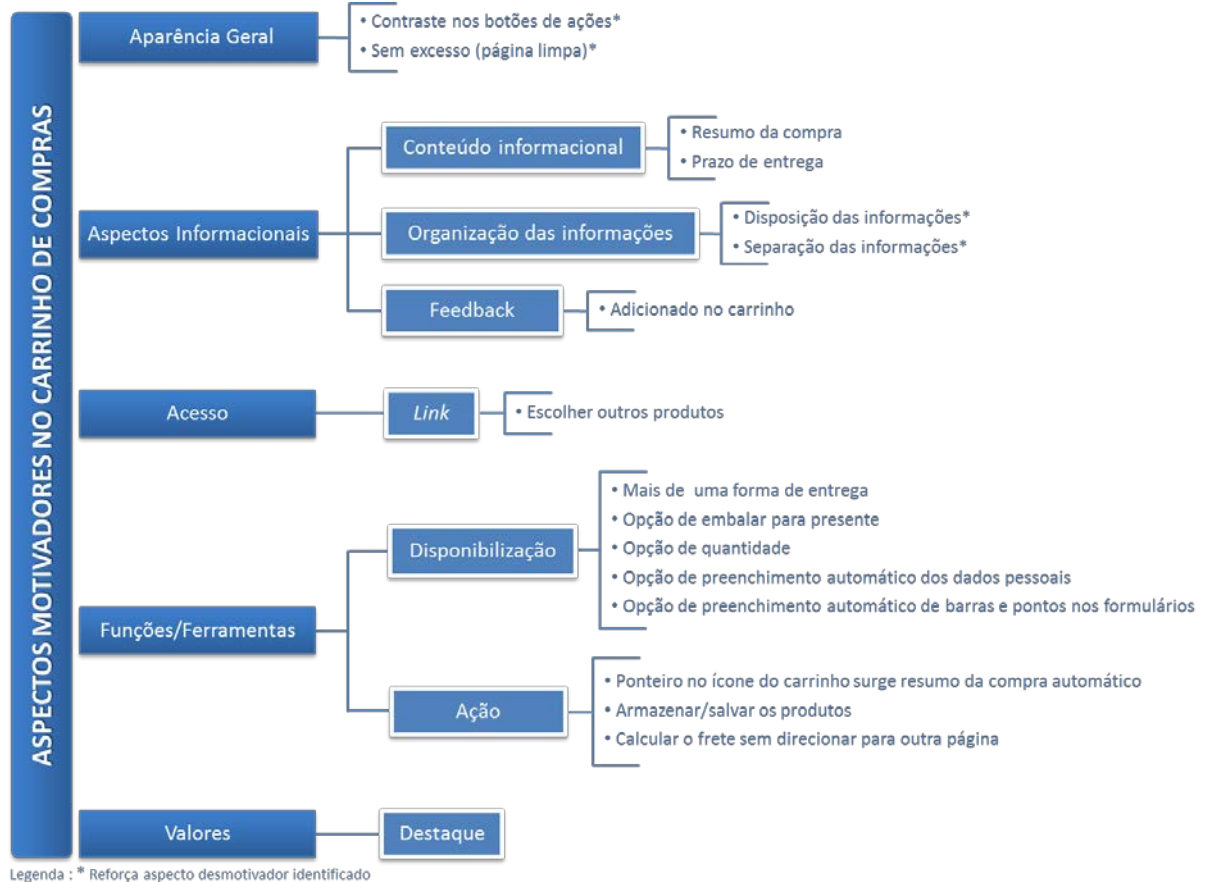 ASPECTOS MOTIVADORES NO CARRINHO DE COMPRAS
Aparência Geral
• Contraste nos botões de ações*
• Sem excesso (página limpa)*
Aspectos Informacionais
Conteúdo informacional
• Resumo da compra
• Prazo de entrega
Organização das informações
• Disposição das informações*
• Separação das informações*
Feedback
• Adicionado no carrinho
Acesso
Link
• Escolher outros produtos
Funções/Ferramentas
Disponibilização
• Mais de uma forma de entrega
• Opção de embalar para presente
• Opção de quantidade
• Opção de preenchimento automático dos dados pessoais
• Opção de preenchimento automático de barras e pontos nos formulários
Ação
• Ponteiro no ícone do carrinho surge resumo da compra automático
• Armazenar/salvar os produtos
• Calcular o frete sem direcionar para outra página
Valores
Destaque
Legenda : * Reforça aspecto desmotivador identificado